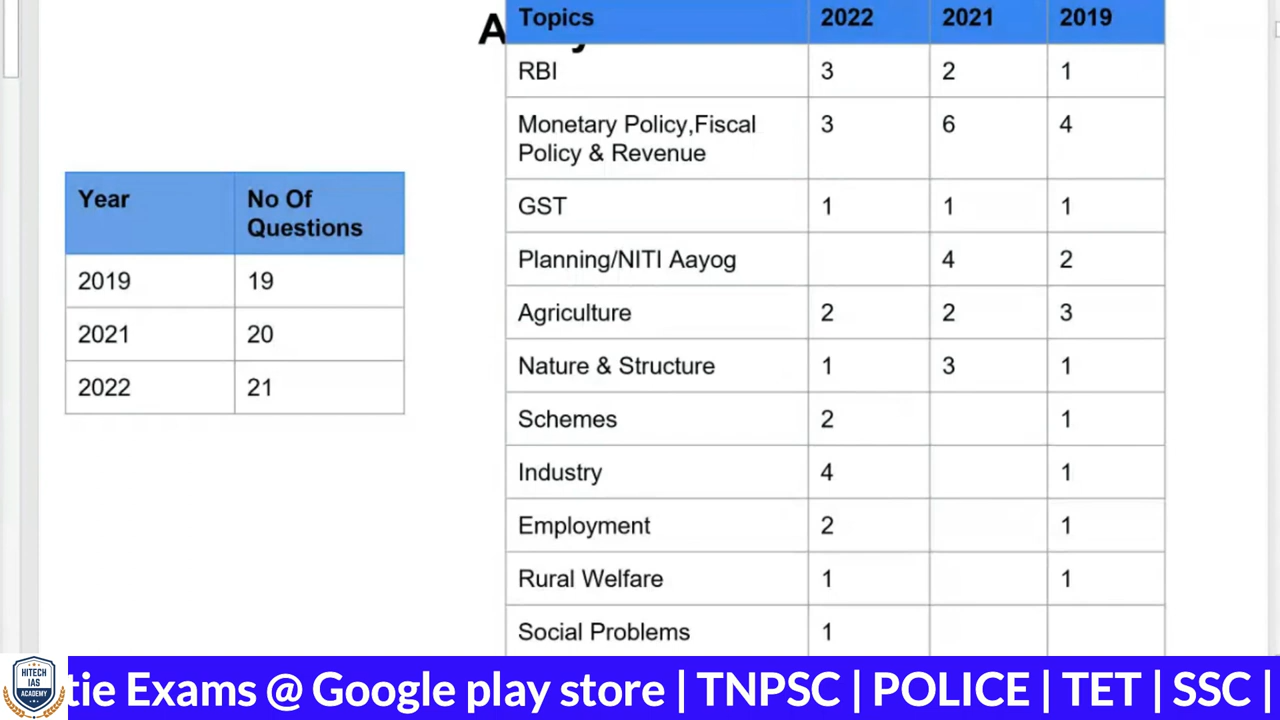 Year No Of
Questions
2019 19
2021 20
2022 21
Topics 2022 2021 2019
RBI 3 2 1
Monetary Policy,Fiscal 3 6 4
Policy & Revenue
GST 1 1 1
Planning/NITI Aayog 4 2
Agriculture 2 2 3
Nature & Structure 1 3 1
Schemes 2 1
Industry 4 1
Employment 2 1
Rural Welfare 1 1
Social Problems 1
HITECH
IAS
ACADEMY
tie Exams @ Google play store | TNPSC | POLICE | TET | SSC |